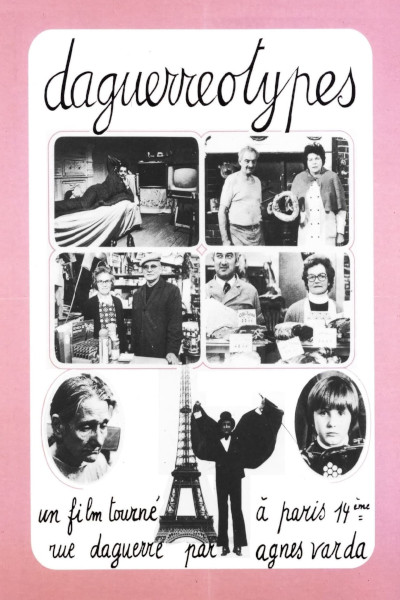 daguerreotypes
un film tourné à paris 14ème
rue daguerre par agnes varda